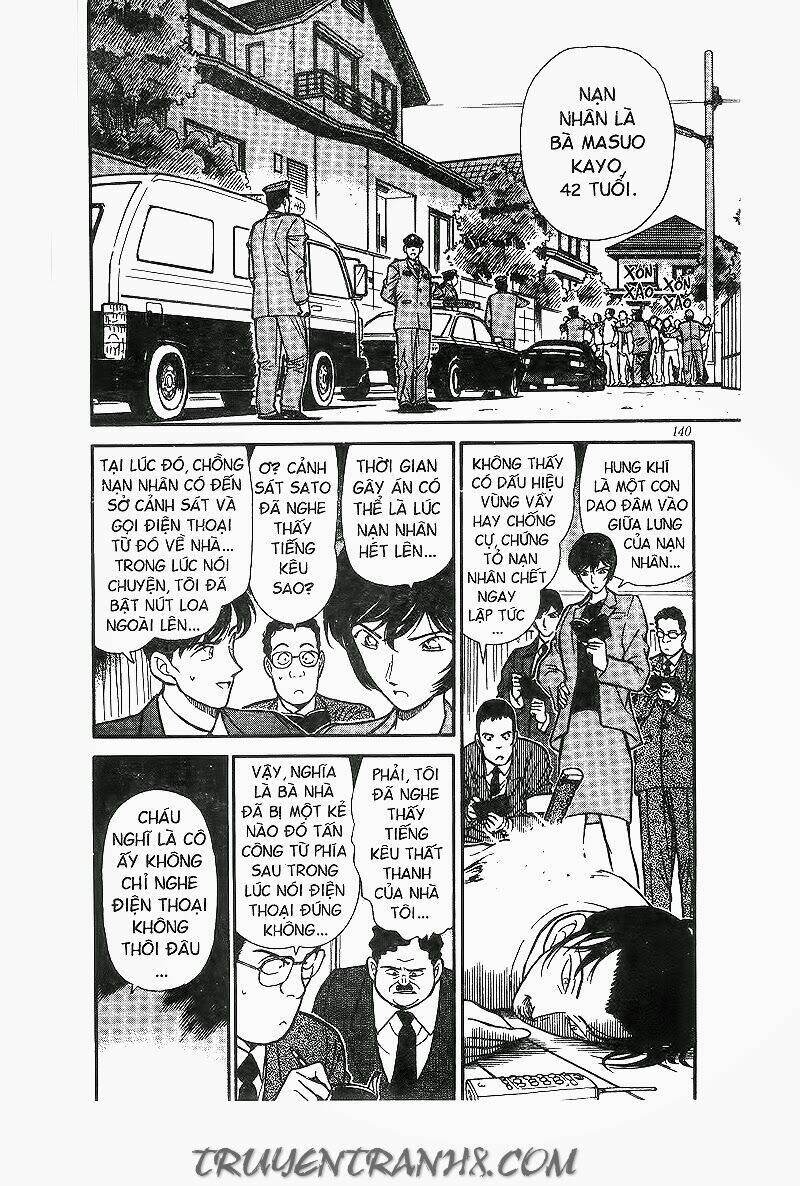 NẠN
NHÂN LÀ
BÀ MASUO
KAYO,
42 TUỔI.
XÔN
XAO
XÔN
XAO
140
HUNG KHÍ
LÀ MỘT CON
DAO ĐÂM VÀO
GIỮA LƯNG
CỦA NẠN
NHÂN...
KHÔNG THẤY
CÓ DẤU HIỆU
VÙNG VẪY
HAY CHỐNG
CỰ, CHỨNG
TỎ NẠN
NHÂN CHẾT
NGAY
LẬP TỨC
...
THỜI GIAN
GÂY ÁN CÓ
THỂ LÀ LÚC
NẠN NHÂN
HÉT LÊN...
Ơ? CẢNH
SÁT SATO
ĐÃ NGHE
THẤY
TIẾNG
KÊU
SAO?
TẠI LÚC ĐÓ, CHỒNG
NẠN NHÂN CÓ ĐẾN
SỞ CẢNH SÁT VÀ
GỌI ĐIỆN THOẠI
TỪ ĐÓ VỀ NHÀ...
TRONG LÚC NÓI
CHUYỆN, TÔI ĐÃ
BẬT NÚT LOA
NGOÀI LÊN...
PHẢI, TÔI
ĐÃ NGHE
THẤY
TIẾNG
KÊU THẤT
THANH
CỦA NHÀ
TÔI...
VẬY, NGHĨA
LÀ BÀ NHÀ
ĐÃ BỊ MỘT KẺ
NÀO ĐÓ TẤN
CÔNG TỪ PHÍA
SAU TRONG
LÚC NÓI ĐIỆN
THOẠI ĐÚNG
KHÔNG...
CHÁU
NGHĨ LÀ CÔ
ẤY KHÔNG
CHỈ NGHE
ĐIỆN THOẠI
KHÔNG
THÔI ĐÂU
...
TRUYENTRANH8.COM